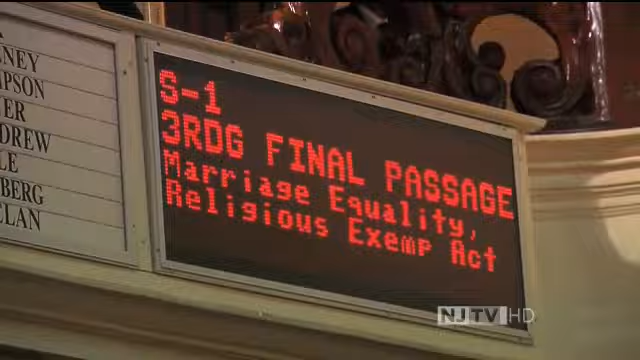 S-1
3RDG FINAL PASSAGE
Marriage Equality,
Religious Exemp Act
NJTV HD